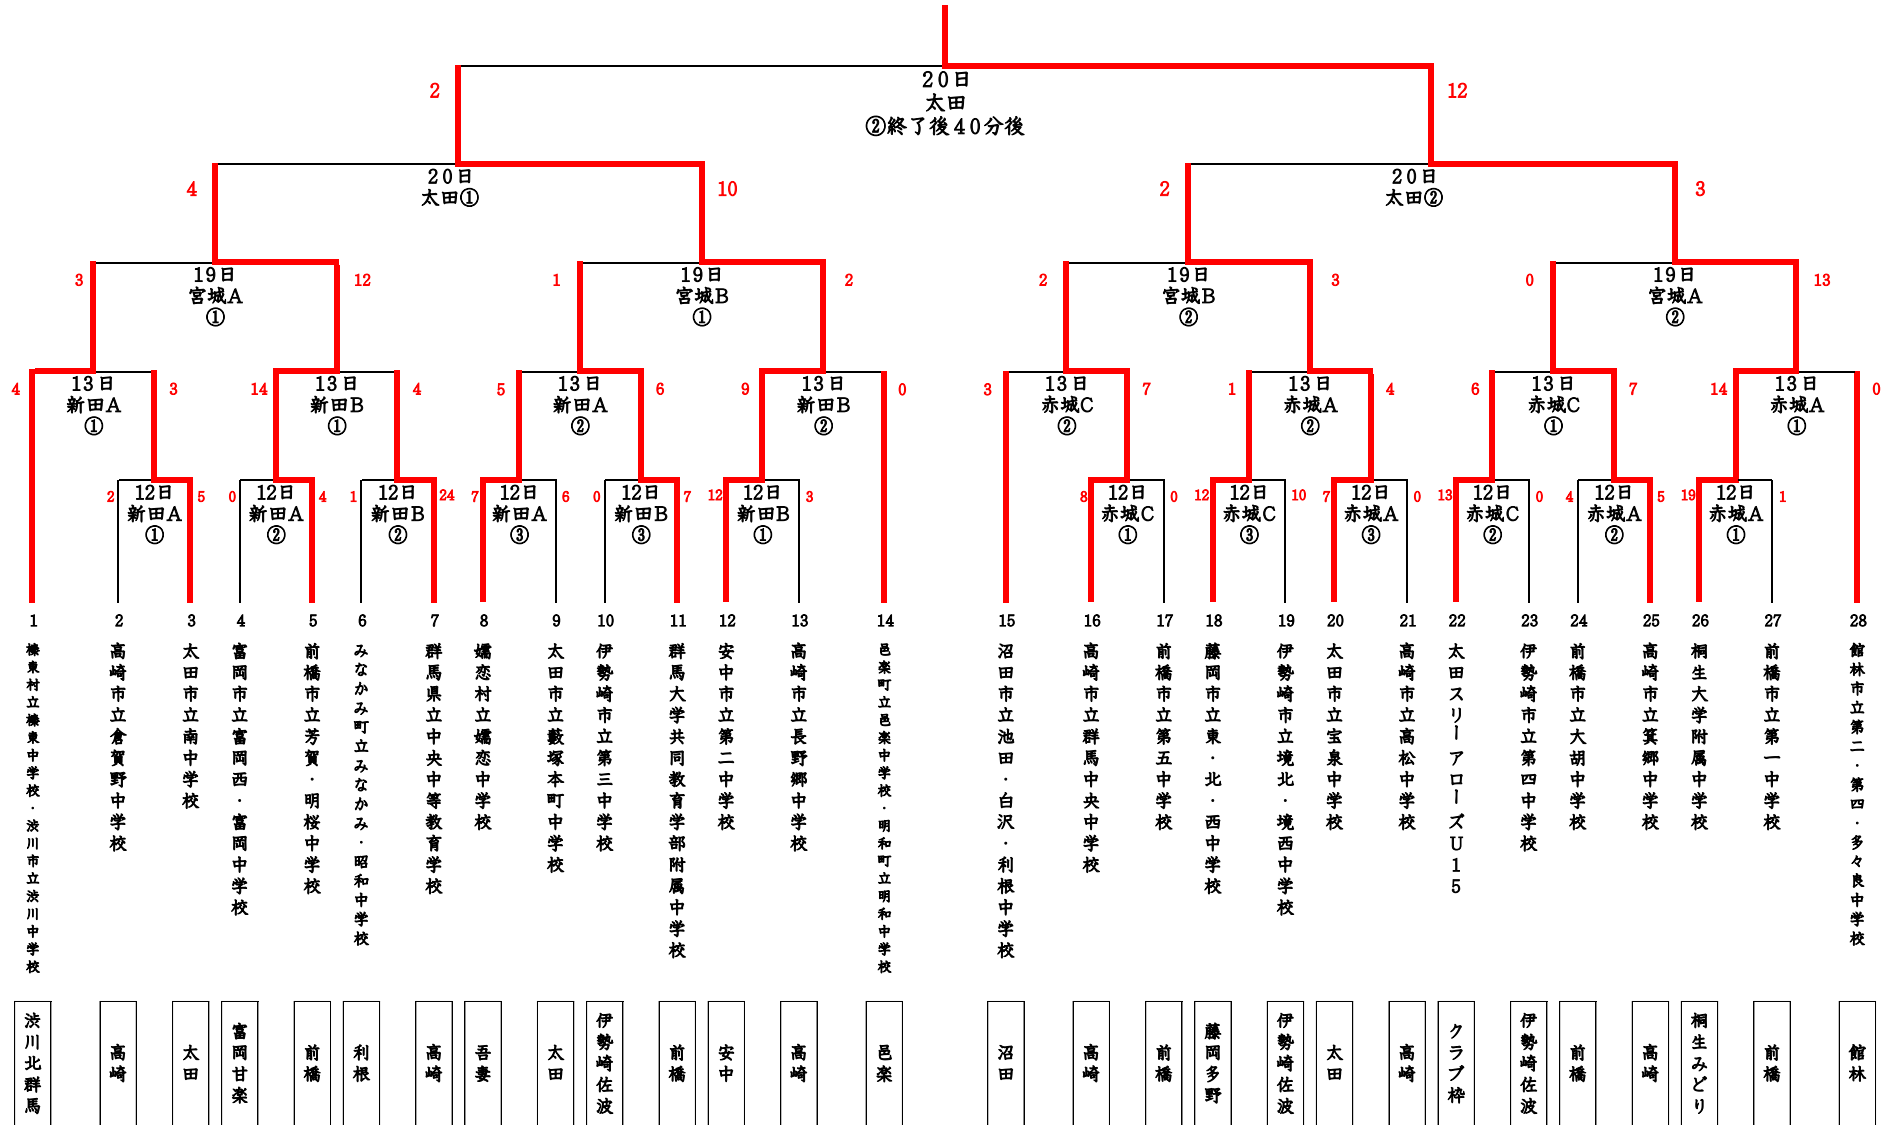 2
20日
太田
②終了後40分後
12
4
20日
太田①
10
2
20日
太田②
3
3
19日
宮城A
①
12
1
19日
宮城B
①
2
2
19日
宮城B
②
3
0
19日
宮城A
②
13
4
13日
新田A
①
3
14
13日
新田B
①
4
5
13日
新田A
②
6
9
13日
新田B
②
0
3
13日
赤城C
②
7
1
13日
赤城A
②
4
6
13日
赤城C
①
7
14
13日
赤城A
①
0
2
12日
新田A
①
5
0
12日
新田A
②
4
1
12日
新田B
②
24
7
12日
新田A
③
6
0
12日
新田B
③
7
12
12日
新田B
①
3
8
12日
赤城C
①
0
12
12日
赤城C
③
10
7
12日
赤城A
③
0
13
12日
赤城C
②
0
4
12日
赤城A
②
5
19
12日
赤城A
①
1
1 2 3 4 5 6 7 8 9 10 11 12 13 14 15 16 17 18 19 20 21 22 23 24 25 26 27 28
榛東村立榛東中学校・渋川市立渋川中学校
高崎市立倉賀野中学校
太田市立南中学校
富岡市立富岡西・富岡中学校
前橋市立芳賀・明桜中学校
みなかみ町立みなかみ・昭和中学校
群馬県立中央中等教育学校
嬬恋村立嬬恋中学校
太田市立藪塚本町中学校
伊勢崎市立第三中学校
群馬大学共同教育学部附属中学校
安中市立第二中学校
高崎市立長野郷中学校
邑楽町立邑楽中学校・明和町立明和中学校
沼田市立池田・白沢・利根中学校
高崎市立群馬中央中学校
前橋市立第五中学校
藤岡市立東・北・西中学校
伊勢崎市立境北・境西中学校
太田市立宝泉中学校
高崎市立高松中学校
太田スリーアローズU15
伊勢崎市立第四中学校
前橋市立大胡中学校
高崎市立箕郷中学校
桐生大学附属中学校
前橋市立第一中学校
館林市立第二・第四・多々良中学校
渋川北群馬
高崎
太田
富岡甘楽
前橋
利根
高崎
吾妻
太田
伊勢崎佐波
前橋
安中
高崎
邑楽
沼田
高崎
前橋
藤岡多野
伊勢崎佐波
太田
高崎
クラブ枠
伊勢崎佐波
前橋
高崎
桐生みどり
前橋
館林